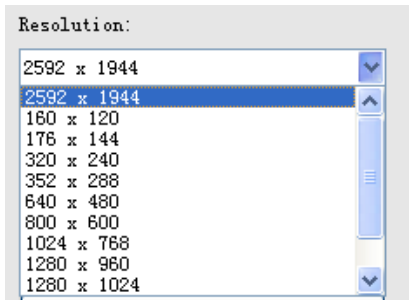 Resolution:
2592 x 1944
2592 x 1944
160 x 120
176 x 144
320 x 240
352 x 288
640 x 480
800 x 600
1024 x 768
1280 x 960
1280 x 1024